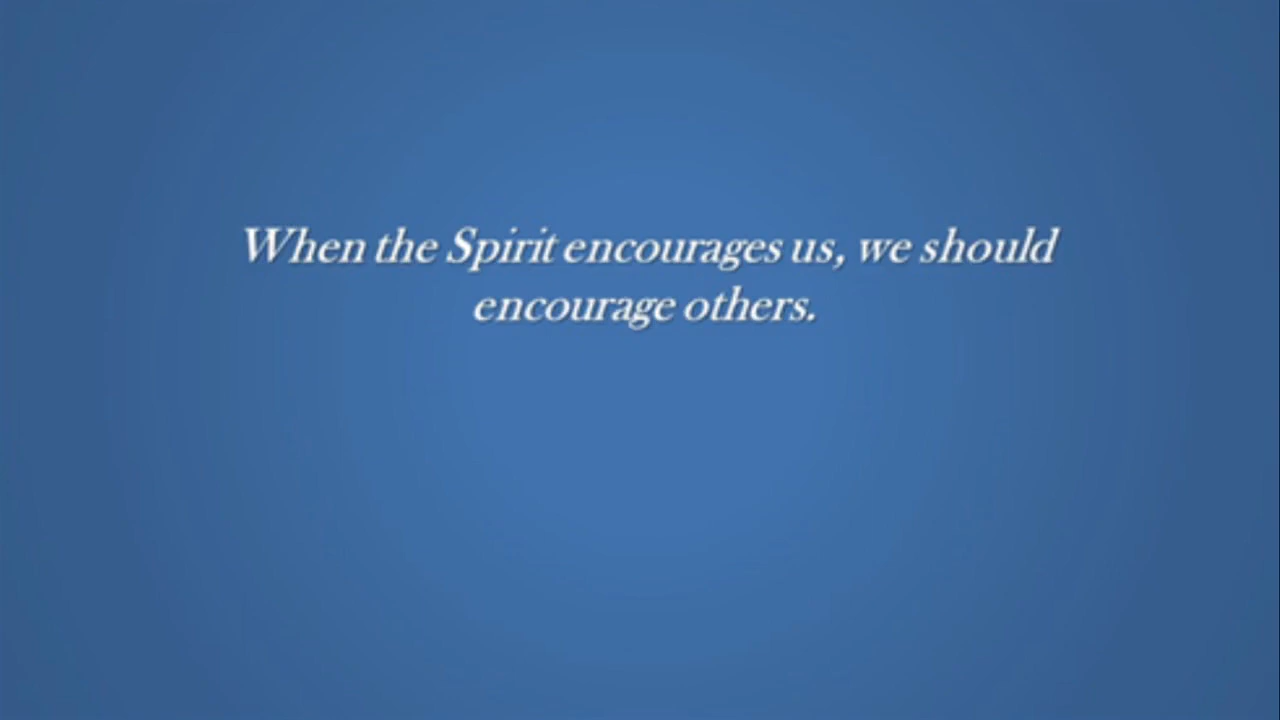 When the Spirit encourages us, we should
encourage others.